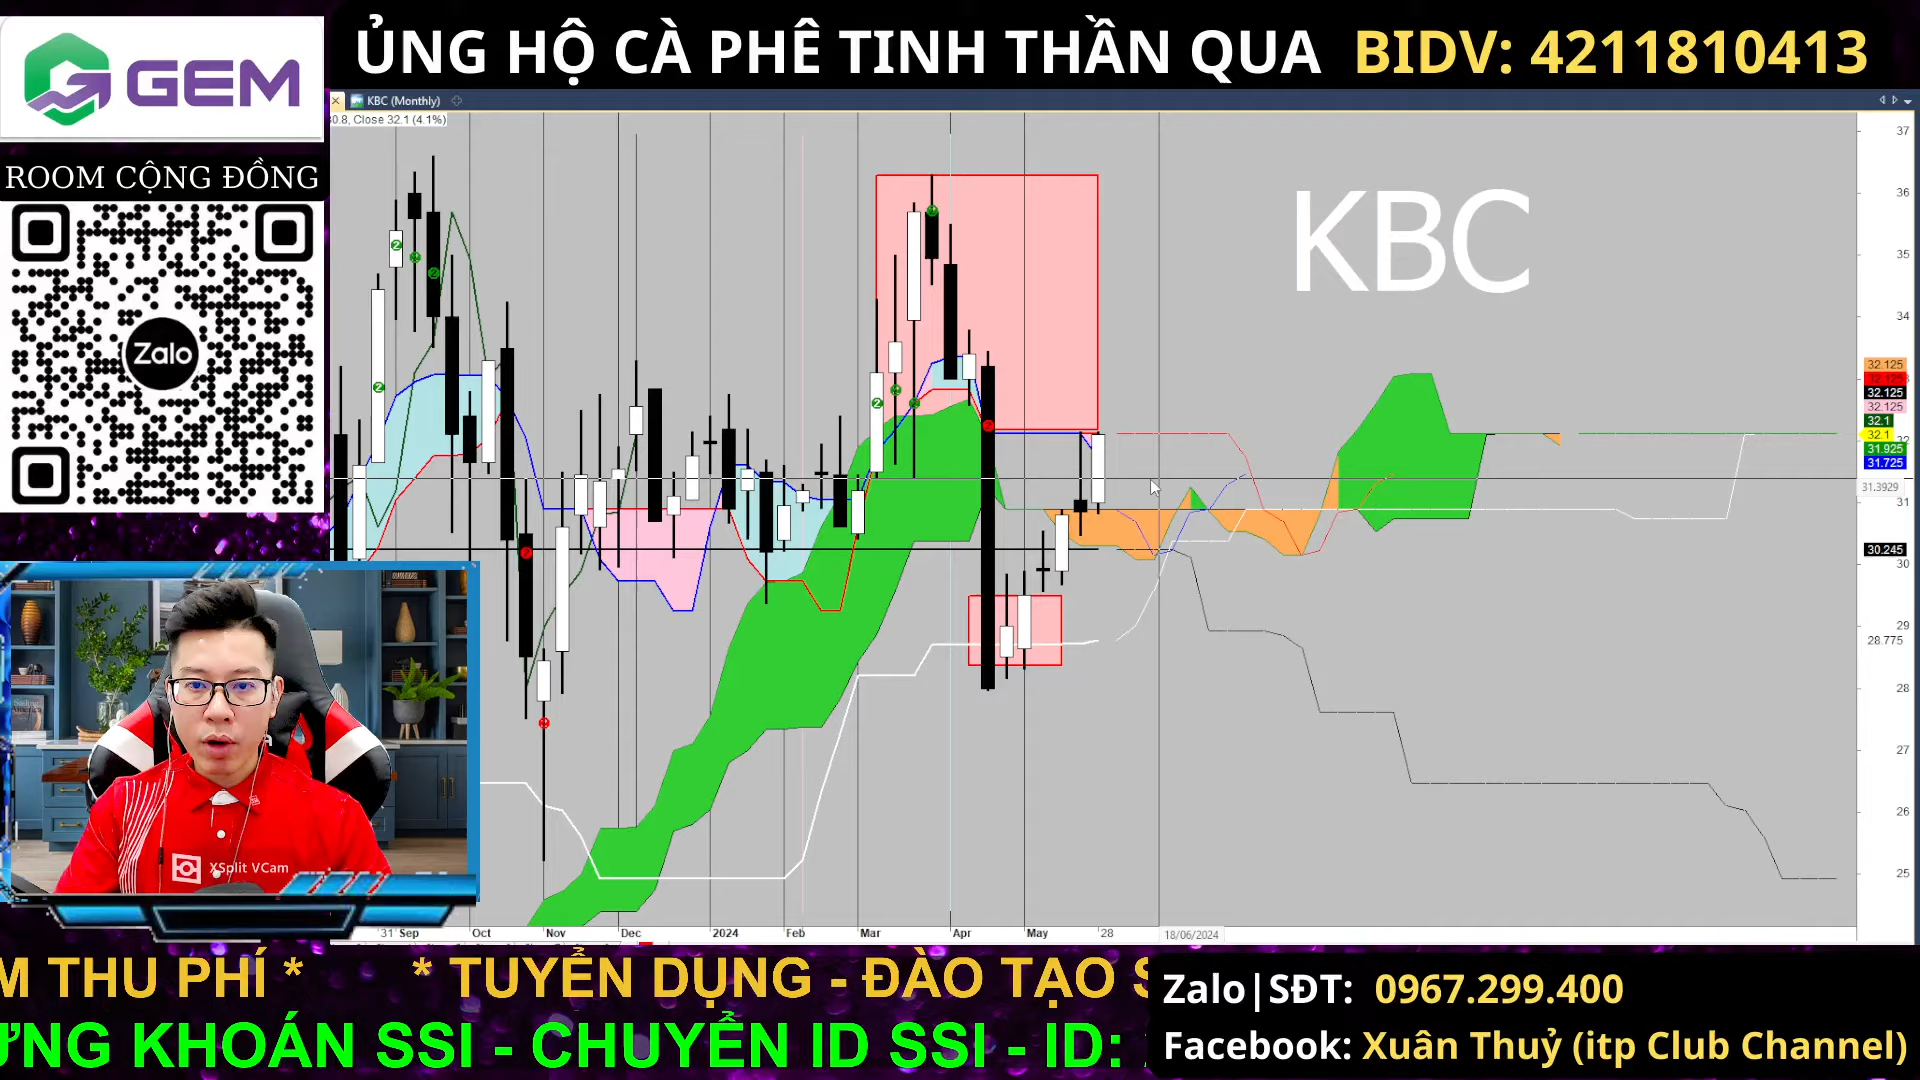 GEM
ỦNG HỘ CÀ PHÊ TINH THẦN QUA BIDV: 4211810413
KBC (Monthly)
30.8, Close 32.1 (4.1%)
ROOM CỘNG ĐỒNG
Zalo
KBC
37
36
35
34
32.125
32.125
32.125
32.125
32.1
32.1
31.925
31.725
31.3929
31
30.245
30
29
28.775
28
27
26
25
XSplit VCam
31 Sep Oct Nov Dec 2024 Feb Mar Apr May 28 18/06/2024
M THU PHÍ * * TUYỂN DỤNG - ĐÀO TẠO S
ỨNG KHOÁN SSI - CHUYỂN ID SSI - ID:
Zalo|SĐT: 0967.299.400
Facebook: Xuân Thuỷ (itp Club Channel)